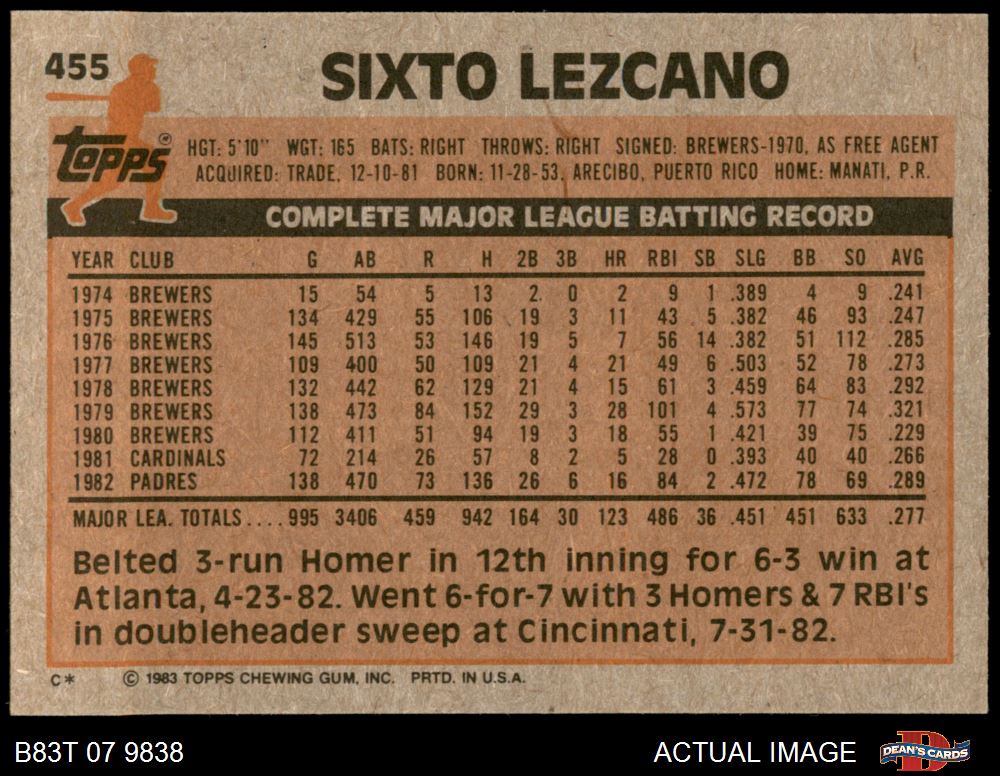 455
SIXTO LEZCANO
topps®
HGT: 5'10" WGT: 165 BATS: RIGHT THROWS: RIGHT SIGNED: BREWERS-1970, AS FREE AGENT
ACQUIRED: TRADE, 12-10-81 BORN: 11-28-53, ARECIBO, PUERTO RICO HOME: MANATI, P.R.
COMPLETE MAJOR LEAGUE BATTING RECORD
YEAR CLUB G AB R H 2B 3B HR RBI SB SLG BB SO AVG
1974 BREWERS 15 54 5 13 2 0 2 9 1 .389 4 9 .241
1975 BREWERS 134 429 55 106 19 3 11 43 5 .382 46 93 .247
1976 BREWERS 145 513 53 146 19 5 7 56 14 .382 51 112 .285
1977 BREWERS 109 400 50 109 21 4 21 49 6 .503 52 78 .273
1978 BREWERS 132 442 62 129 21 4 15 61 3 .459 64 83 .292
1979 BREWERS 138 473 84 152 29 3 28 101 4 .573 77 74 .321
1980 BREWERS 112 411 51 94 19 3 18 55 1 .421 39 75 .229
1981 CARDINALS 72 214 26 57 8 2 5 28 0 .393 40 40 .266
1982 PADRES 138 470 73 136 26 6 16 84 2 .472 78 69 .289
MAJOR LEA. TOTALS.... 995 3406 459 942 164 30 123 486 36 .451 451 633 .277
Belted 3-run Homer in 12th inning for 6-3 win at
Atlanta, 4-23-82. Went 6-for-7 with 3 Homers & 7 RBI's
in doubleheader sweep at Cincinnati, 7-31-82.
C* © 1983 TOPPS CHEWING GUM, INC. PRTD. IN U.S.A.
B83T 07 9838 ACTUAL IMAGE D DEAN'S CARDS